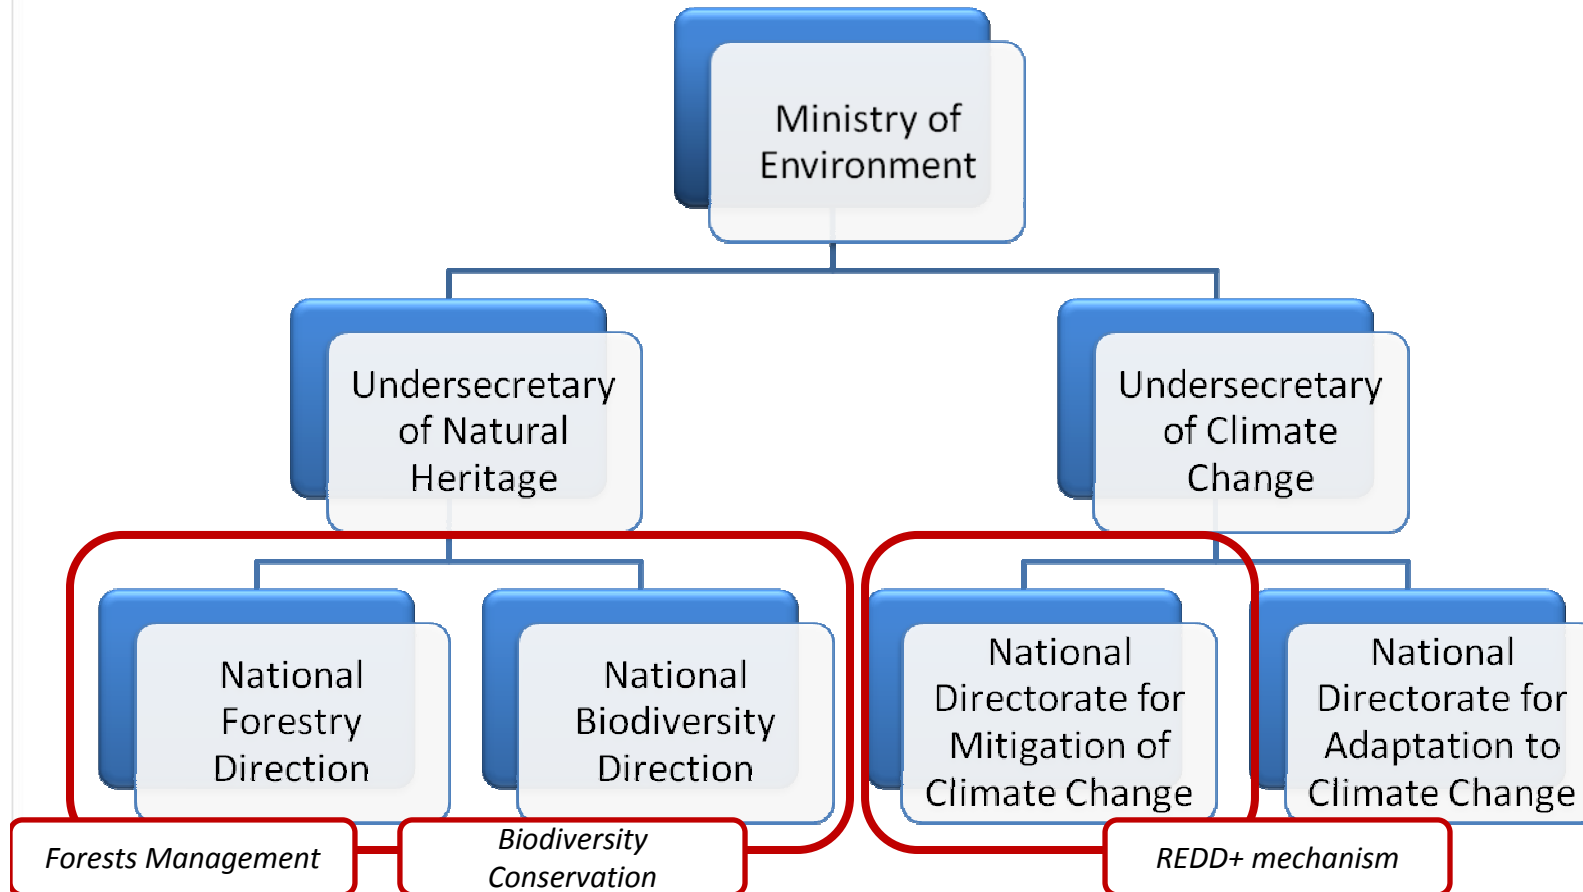 Ministry of
Environment
Undersecretary
of Natural
Heritage
Undersecretary
of Climate
Change
National
Forestry
Direction
National
Biodiversity
Direction
National
Directorate for
Mitigation of
Climate Change
National
Directorate for
Adaptation to
Climate Change
Forests Management
Biodiversity
Conservation
REDD+ mechanism